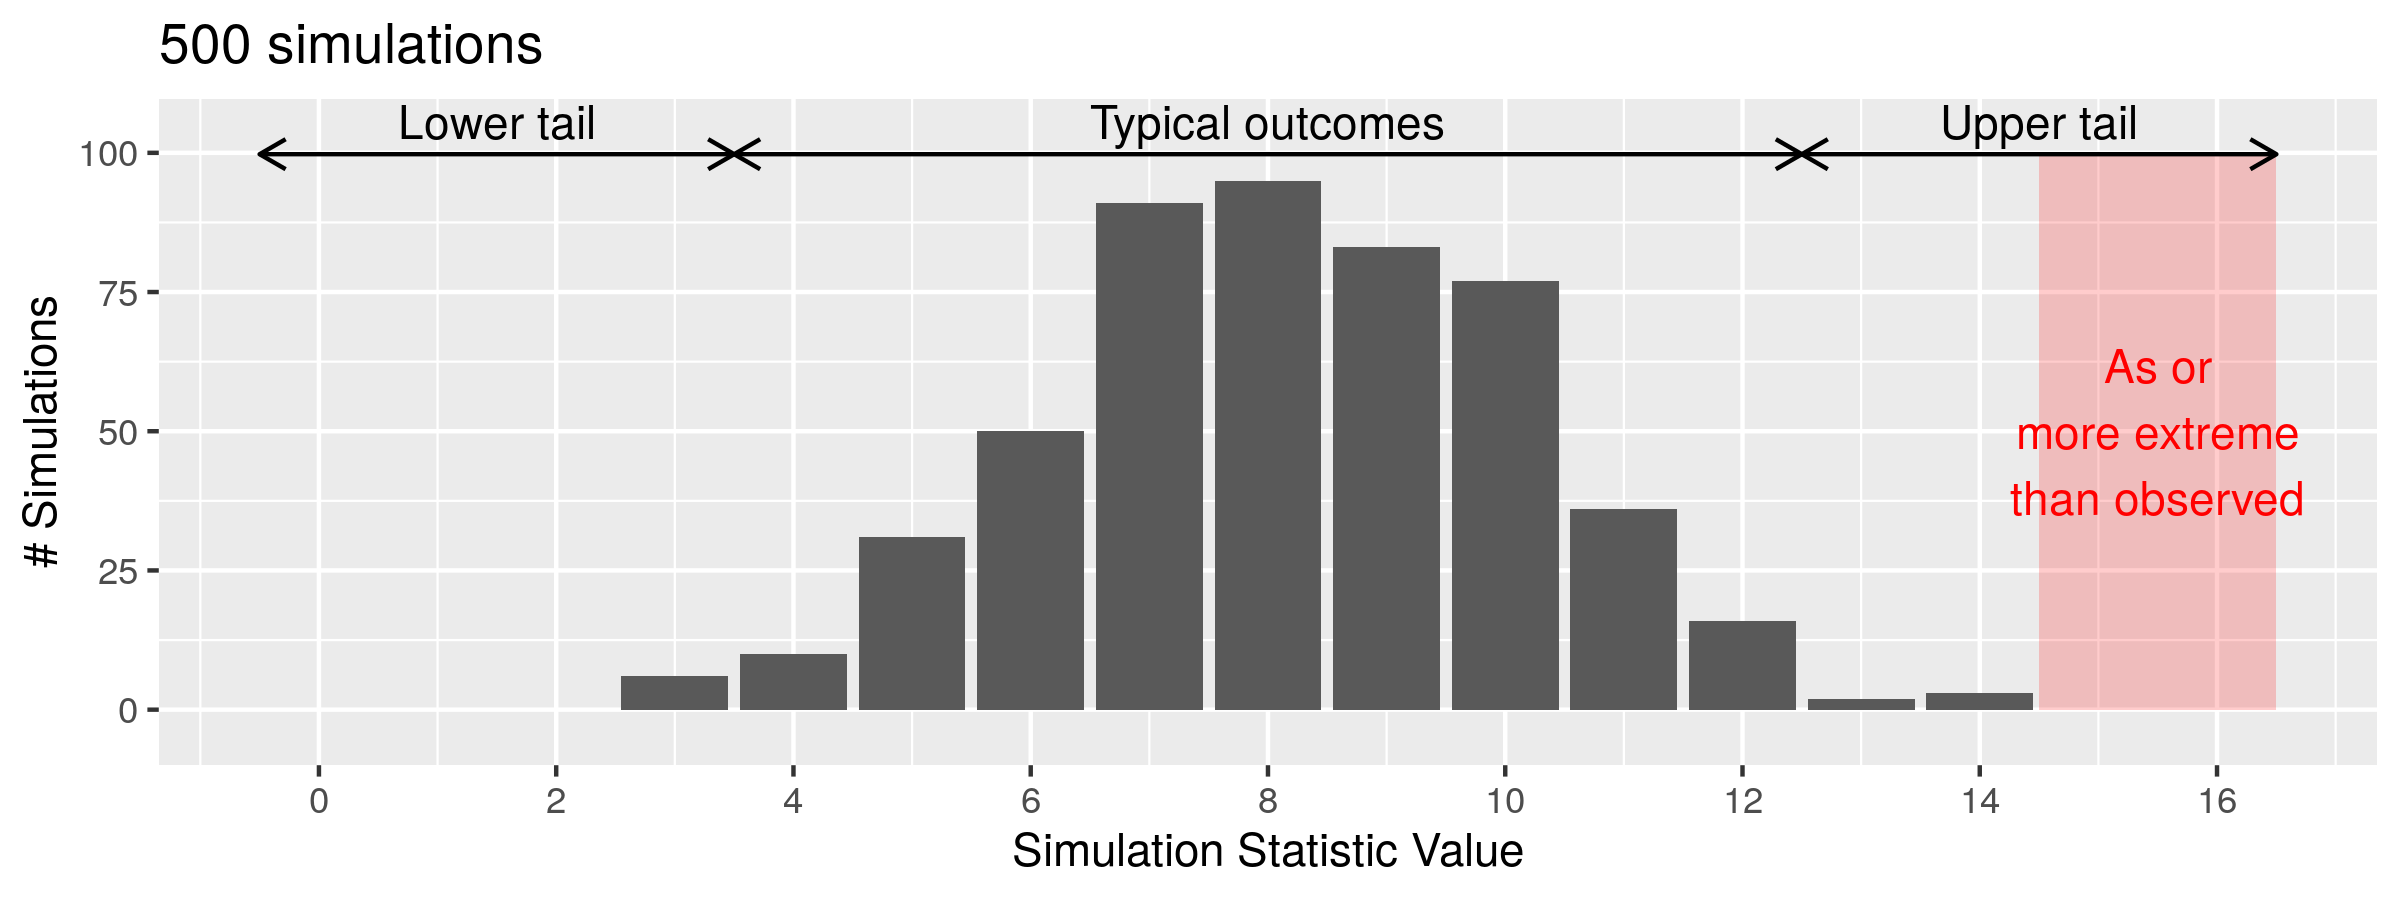 500 simulations
Lower tail
Typical outcomes
Upper tail
100
75
50
25
0
# Simulations
As or
more extreme
than observed
0 2 4 6 8 10 12 14 16
Simulation Statistic Value